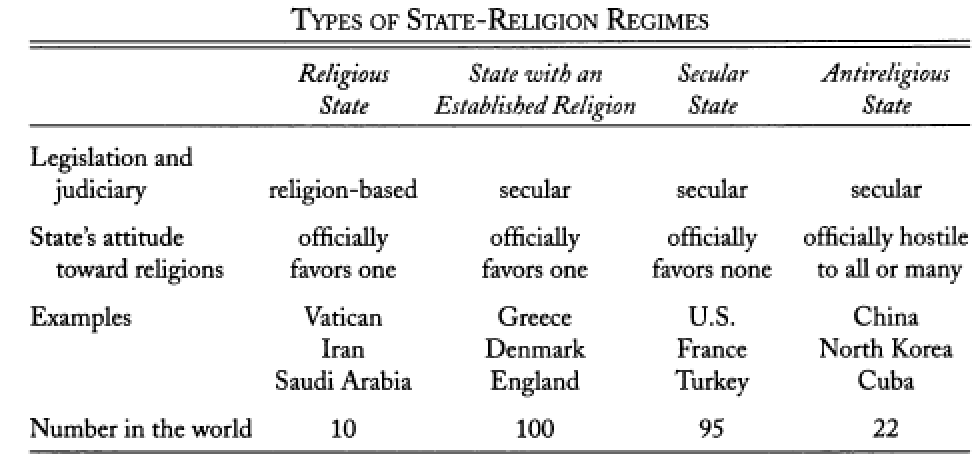 TYPES OF STATE-RELIGION REGIMES
Religious State with an Secular Antireligious
State Established Religion State State
Legislation and
judiciary religion-based secular secular secular
State's attitude officially officially officially officially hostile
toward religions favors one favors one favors none to all or many
Examples Vatican Greece U.S. China
Iran Denmark France North Korea
Saudi Arabia England Turkey Cuba
Number in the world 10 100 95 22